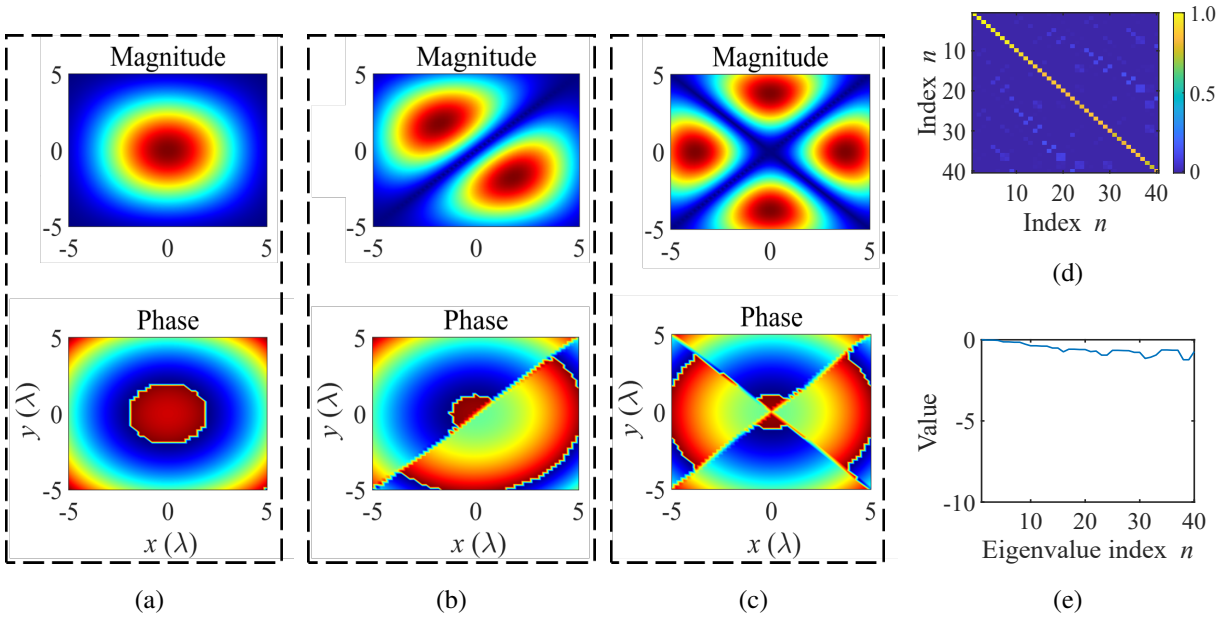 Magnitude
5
0
-5
-5 0 5
Phase
5
y (λ)
0
-5
-5 0 5
x (λ)
(a)
Magnitude
5
0
-5
-5 0 5
Phase
5
y (λ)
0
-5
-5 0 5
x (λ)
(b)
Magnitude
5
0
-5
-5 0 5
Phase
5
y (λ)
0
-5
-5 0 5
x (λ)
(c)
Index n
10
20
30
40
10 20 30 40
Index n
1.0
0.5
0
(d)
Value
0
-5
-10
10 20 30 40
Eigenvalue index n
(e)